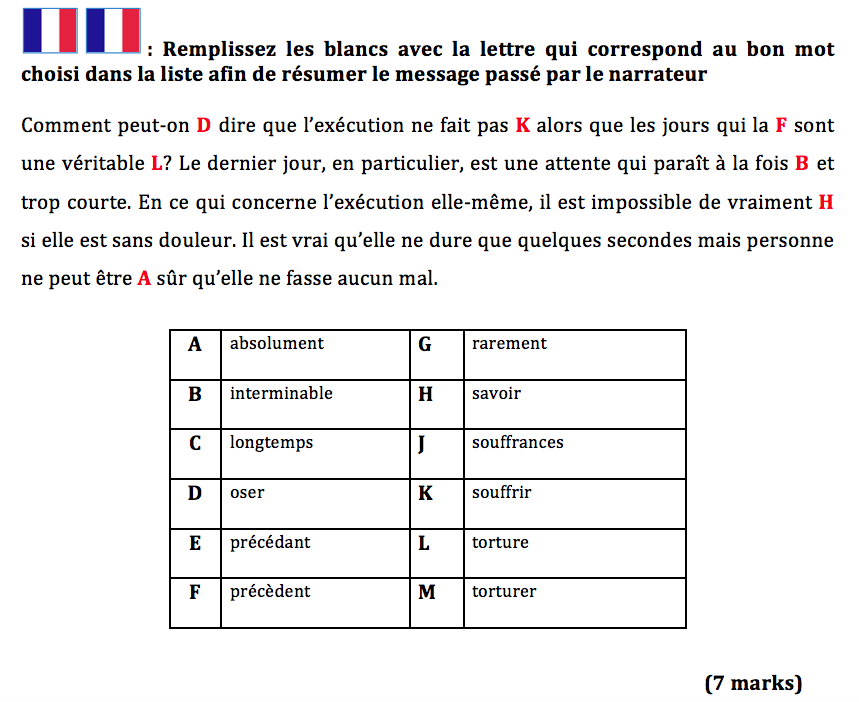 : Remplissez les blancs avec la lettre qui correspond au bon mot
choisi dans la liste afin de résumer le message passé par le narrateur
Comment peut-on D dire que l’exécution ne fait pas K alors que les jours qui la F sont
une véritable L? Le dernier jour, en particulier, est une attente qui paraît à la fois B et
trop courte. En ce qui concerne l’exécution elle-même, il est impossible de vraiment H
si elle est sans douleur. Il est vrai qu’elle ne dure que quelques secondes mais personne
ne peut être A sûr qu’elle ne fasse aucun mal.
A absolument G rarement
B interminable H savoir
C longtemps J souffrances
D oser K souffrir
E précédant L torture
F précèdent M torturer
(7 marks)